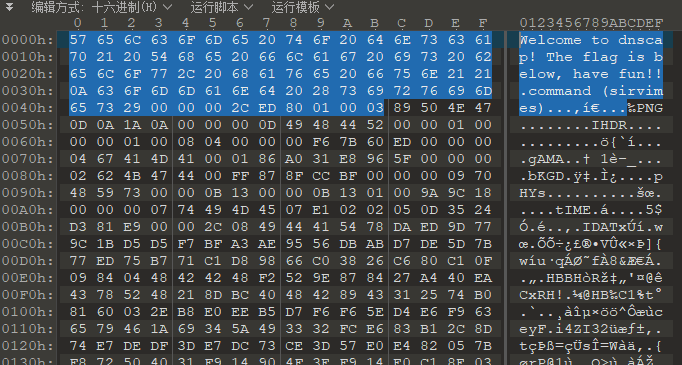 编辑方式: 十六进制(H) 运行脚本 运行模板
0 1 2 3 4 5 6 7 8 9 A B C D E F 0123456789ABCDEF
0000h: 57 65 6C 63 6F 6D 65 20 74 6F 20 64 6E 73 63 61 Welcome to dnsca
0010h: 70 21 20 54 68 65 20 66 6C 61 67 20 69 73 20 62 p! The flag is b
0020h: 65 6C 6F 77 2C 20 68 61 76 65 20 66 75 6E 21 21 elow, have fun!!
0030h: 0A 63 6F 6D 6D 61 6E 64 20 28 73 69 72 76 69 6D .command (sirvim
0040h: 65 73 29 00 00 00 2C ED 80 01 00 03 89 50 4E 47 es)...,í€...‰PNG
0050h: 0D 0A 1A 0A 00 00 00 0D 49 48 44 52 00 00 01 00 ........IHDR....
0060h: 00 00 01 00 08 04 00 00 00 F6 7B 60 ED 00 00 00 .........ö{`í...
0070h: 04 67 41 4D 41 00 01 86 A0 31 E8 96 5F 00 00 00 .gAMA..† 1è–_...
0080h: 02 62 4B 47 44 00 FF 87 8F CC BF 00 00 00 09 70 .bKGD.ÿ‡.Ì¿....p
0090h: 48 59 73 00 00 0B 13 00 00 0B 13 01 00 9A 9C 18 HYs..........šœ.
00A0h: 00 00 00 07 74 49 4D 45 07 E1 02 02 05 0D 35 24 ....tIME.á....5$
00B0h: D3 81 E9 00 00 2C 08 49 44 41 54 78 DA ED 9D 77 Ó.é..,.IDATxÚí.w
00C0h: 9C 1B D5 D5 F7 BF A3 AE 95 56 DB AB D7 DE 5D 7B œ.ÕÕ÷¿£®•VÛ«×Þ]{
00D0h: 77 ED 75 B7 71 C1 D8 98 66 C0 38 26 C6 80 C1 0F wíu·qÁØ˜fÀ8&Æ€Á.
00E0h: 09 84 04 48 42 42 48 F2 52 9E 87 84 27 A4 40 EA .„.HBBHòRž‡„'¤@ê
00F0h: 43 78 52 48 21 8D BC 40 48 42 89 43 31 25 74 B0 CxRH!.¼@HB‰C1%t°
0100h: 81 60 03 2E B8 E0 EE B5 D7 F6 F6 5E D4 E6 F9 63 .`..¸àîµ×öö^Ôæùc
0110h: 65 79 46 1A 69 34 5A 49 33 32 FC E6 83 B1 2C 8D eyF.i4ZI32üæƒ±,.
0120h: 74 E7 DE DF 3D E7 DC 73 CE 3D 57 E0 E4 82 05 7B tçÞß=çÜsÎ=Wàä‚.{